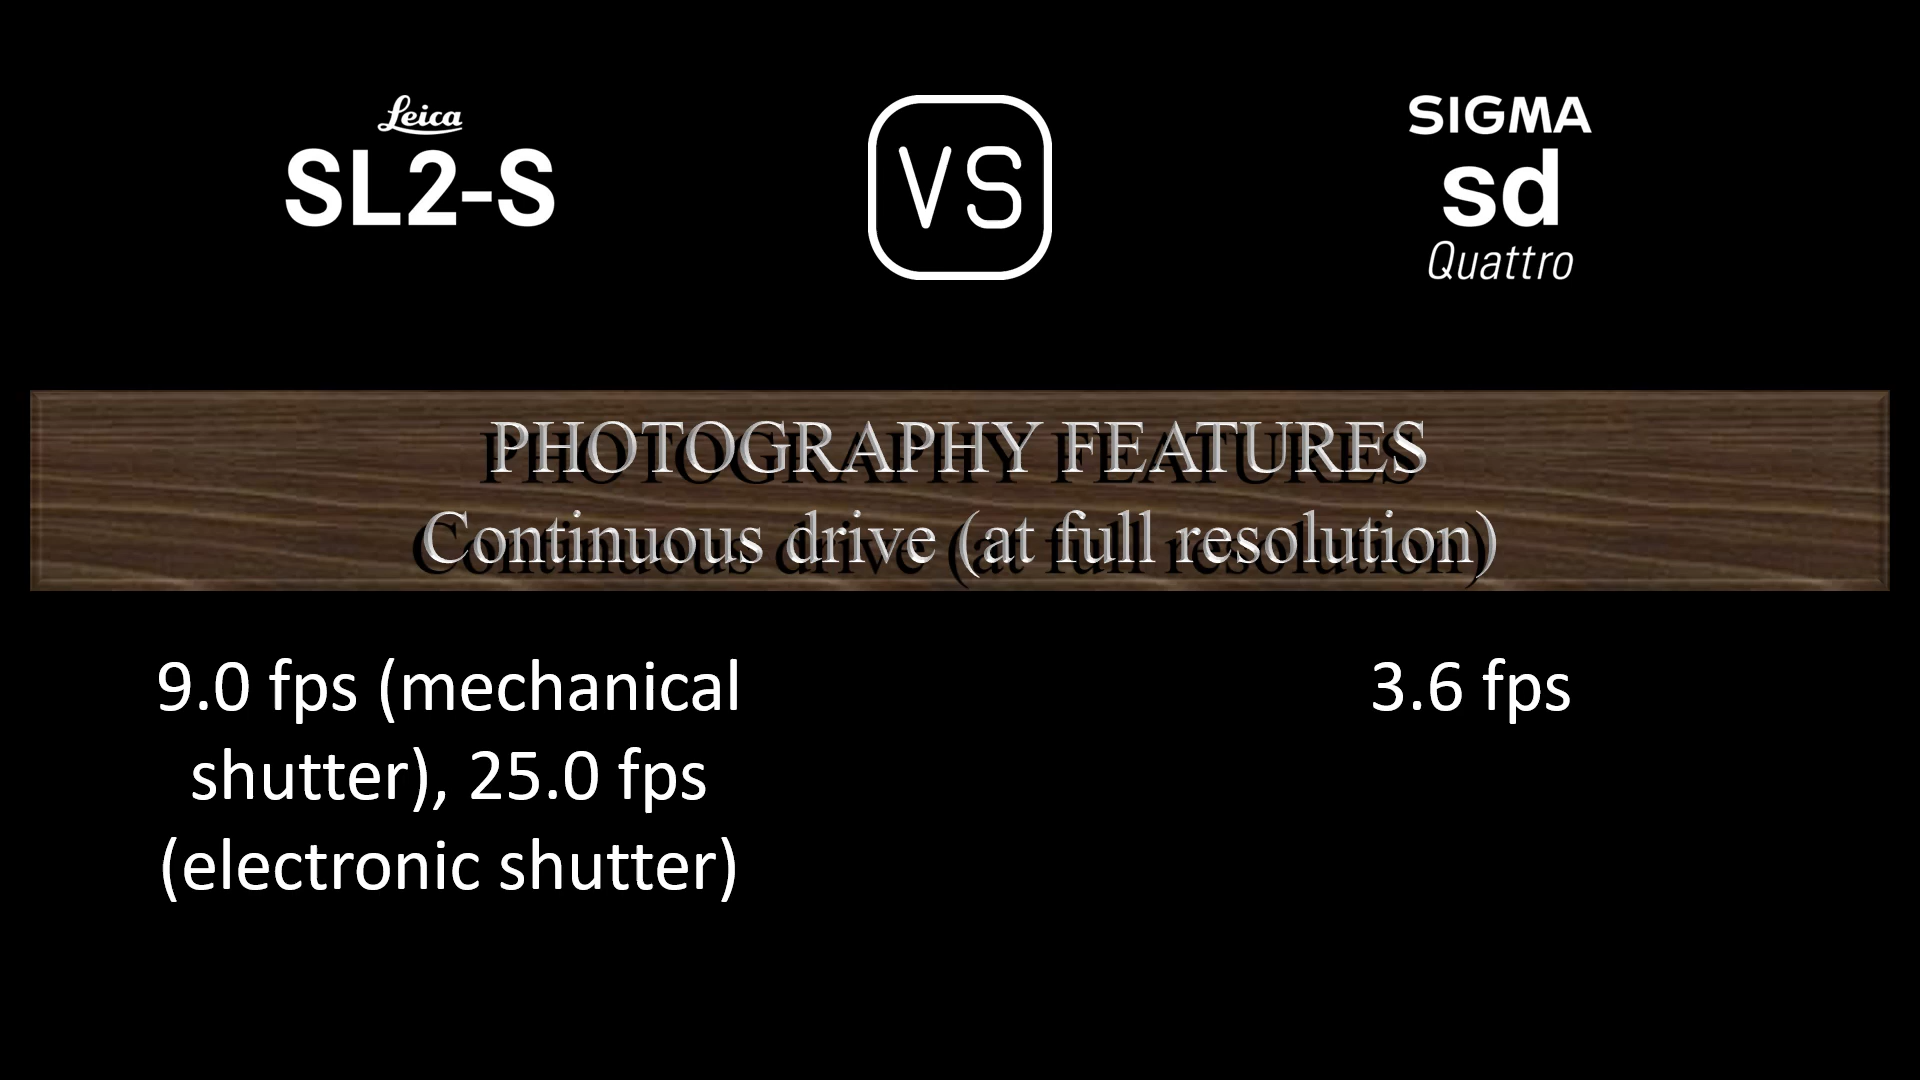 Leica
SL2-S
VS
SIGMA
sd
Quattro
PHOTOGRAPHY FEATURES
Continuous drive (at full resolution)
9.0 fps (mechanical
shutter), 25.0 fps
(electronic shutter)
3.6 fps